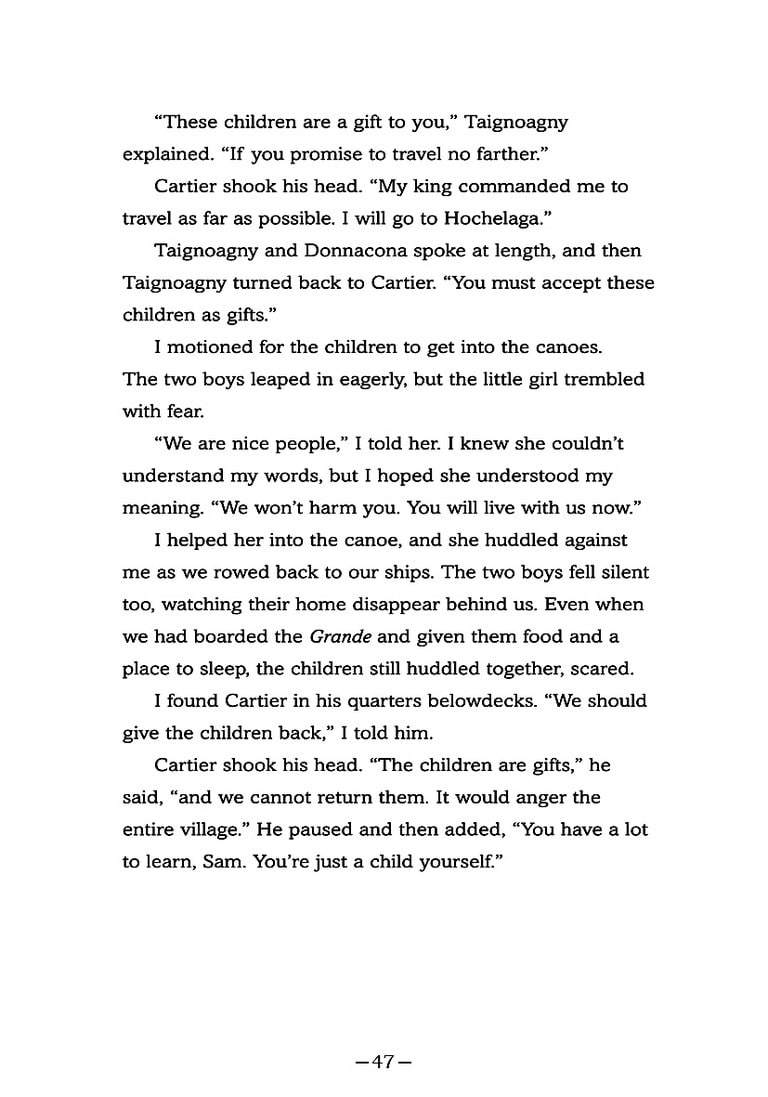 “These children are a gift to you,” Taignoagny
explained. “If you promise to travel no farther.”
Cartier shook his head. “My king commanded me to
travel as far as possible. I will go to Hochelaga.”
Taignoagny and Donnacona spoke at length, and then
Taignoagny turned back to Cartier. “You must accept these
children as gifts.”
I motioned for the children to get into the canoes.
The two boys leaped in eagerly, but the little girl trembled
with fear.
“We are nice people,” I told her. I knew she couldn’t
understand my words, but I hoped she understood my
meaning. “We won’t harm you. You will live with us now.”
I helped her into the canoe, and she huddled against
me as we rowed back to our ships. The two boys fell silent
too, watching their home disappear behind us. Even when
we had boarded the Grande and given them food and a
place to sleep, the children still huddled together, scared.
I found Cartier in his quarters belowdecks. “We should
give the children back,” I told him.
Cartier shook his head. “The children are gifts,” he
said, “and we cannot return them. It would anger the
entire village.” He paused and then added, “You have a lot
to learn, Sam. You’re just a child yourself.”
—47—